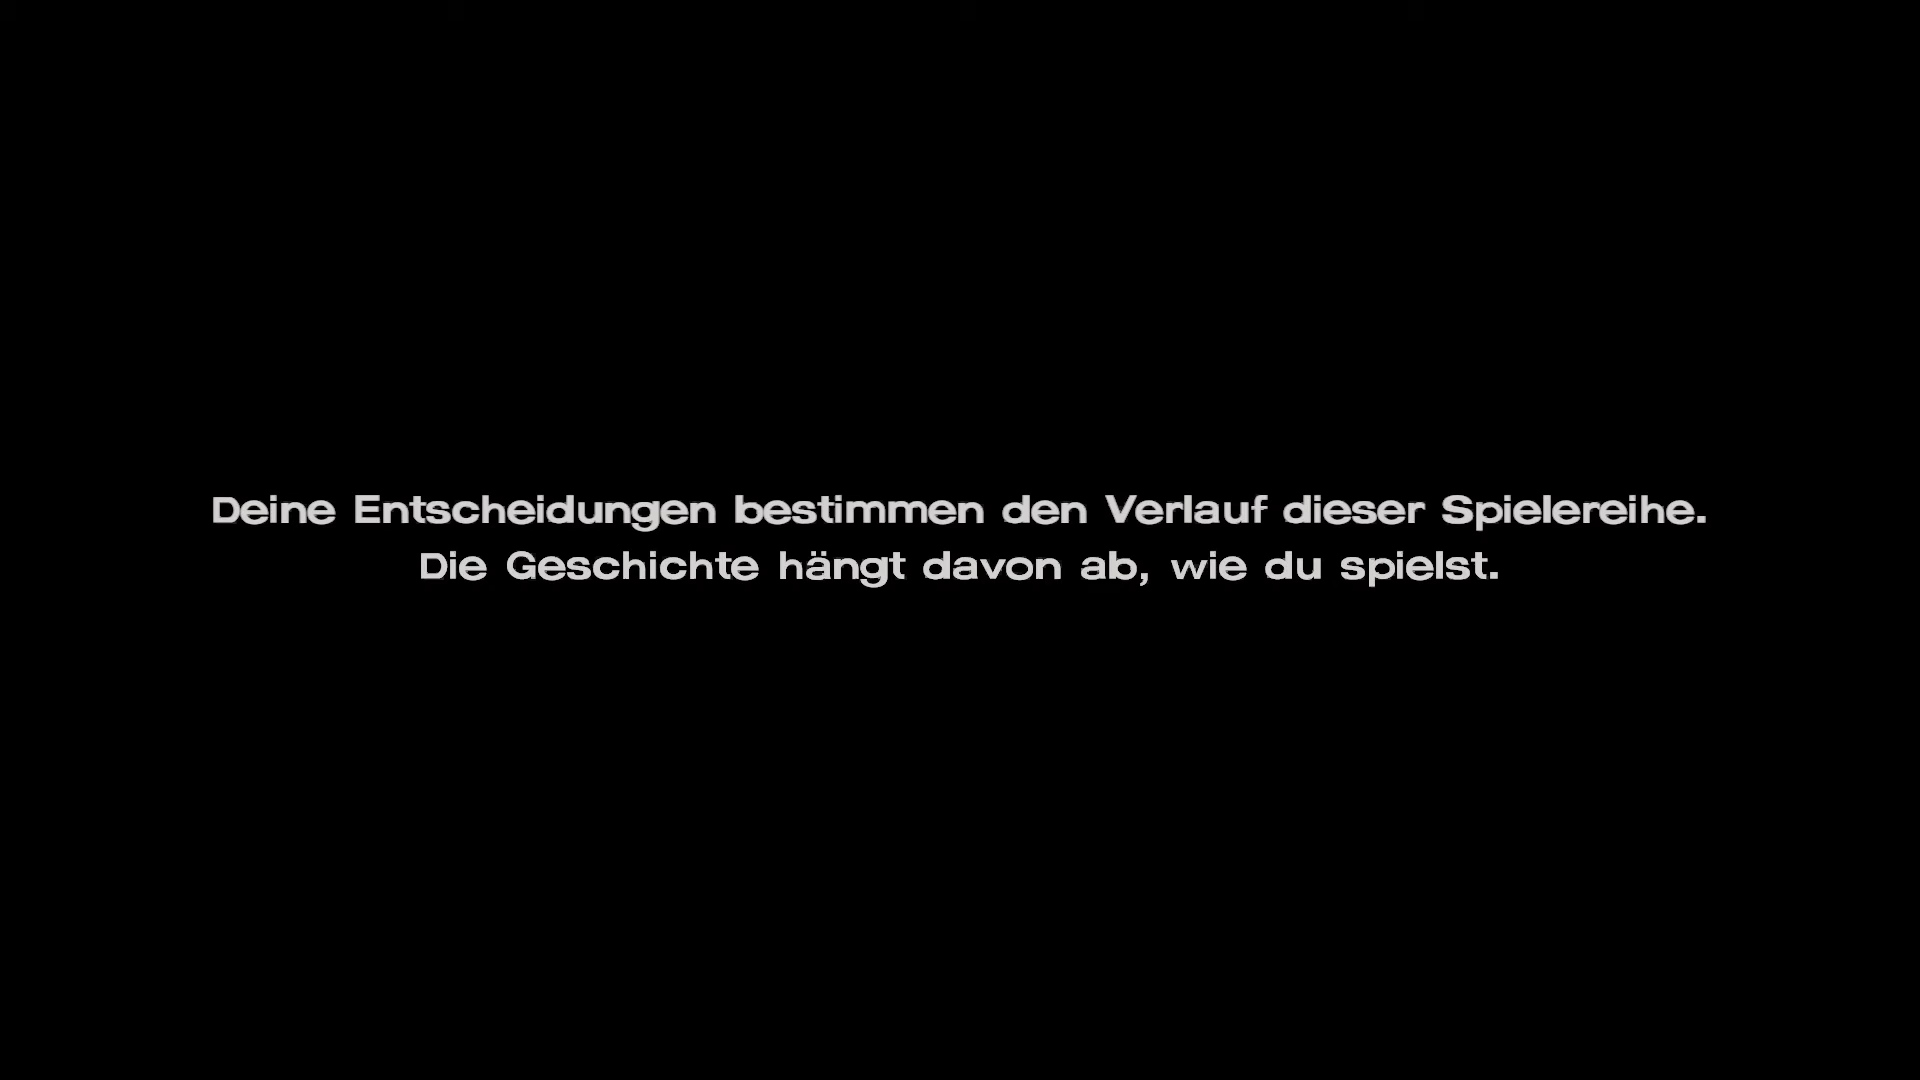 Deine Entscheidungen bestimmen den Verlauf dieser Spielereihe.
Die Geschichte hängt davon ab, wie du spielst.